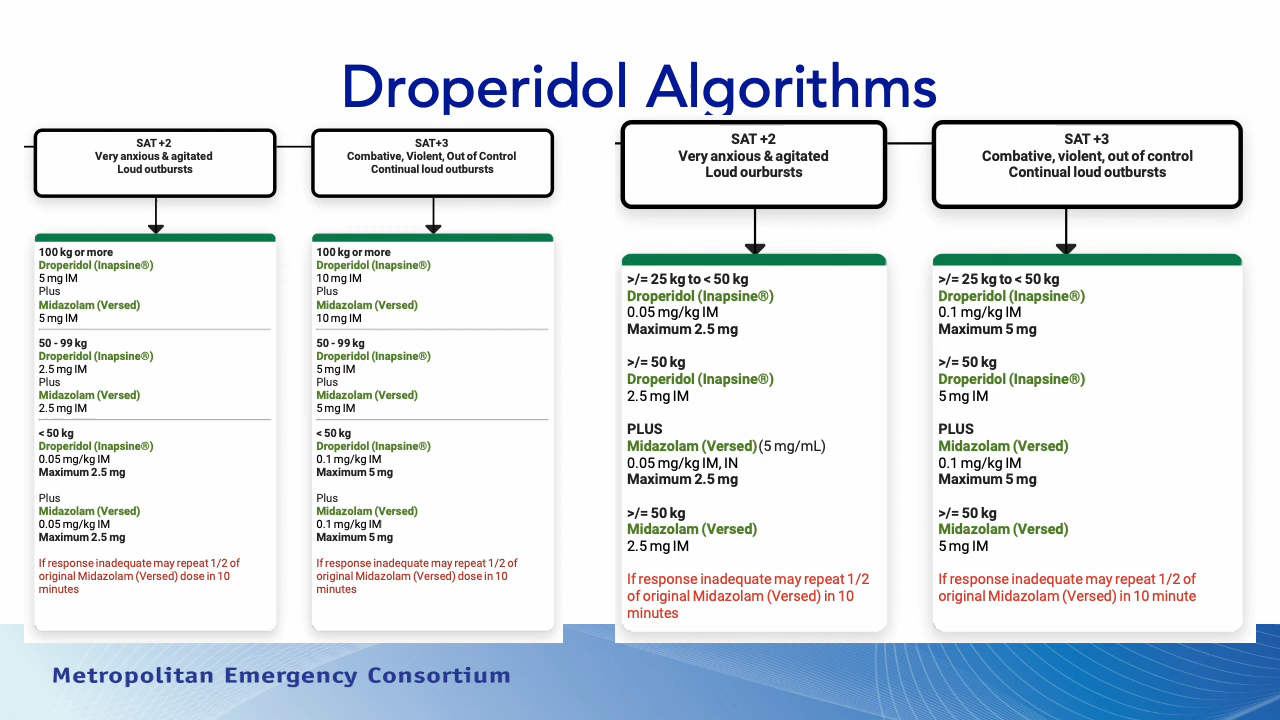 Droperidol Algorithms
SAT +2
Very anxious & agitated
Loud outbursts
100 kg or more
Droperidol (Inapsine®)
5 mg IM
Plus
Midazolam (Versed)
5 mg IM
50 - 99 kg
Droperidol (Inapsine®)
2.5 mg IM
Plus
Midazolam (Versed)
2.5 mg IM
< 50 kg
Droperidol (Inapsine®)
0.05 mg/kg IM
Maximum 2.5 mg
Plus
Midazolam (Versed)
0.05 mg/kg IM
Maximum 2.5 mg
If response inadequate may repeat 1/2 of
original Midazolam (Versed) dose in 10
minutes
SAT+3
Combative, Violent, Out of Control
Continual loud outbursts
100 kg or more
Droperidol (Inapsine®)
10 mg IM
Plus
Midazolam (Versed)
10 mg IM
50 - 99 kg
Droperidol (Inapsine®)
5 mg IM
Plus
Midazolam (Versed)
5 mg IM
< 50 kg
Droperidol (Inapsine®)
0.1 mg/kg IM
Maximum 5 mg
Plus
Midazolam (Versed)
0.1 mg/kg IM
Maximum 5 mg
If response inadequate may repeat 1/2 of
original Midazolam (Versed) dose in 10
minutes
SAT +2
Very anxious & agitated
Loud ourbursts
>/= 25 kg to < 50 kg
Droperidol (Inapsine®)
0.05 mg/kg IM
Maximum 2.5 mg
>/= 50 kg
Droperidol (Inapsine®)
2.5 mg IM
PLUS
Midazolam (Versed)(5 mg/mL)
0.05 mg/kg IM, IN
Maximum 2.5 mg
>/= 50 kg
Midazolam (Versed)
2.5 mg IM
If response inadequate may repeat 1/2
of original Midazolam (Versed) in 10
minutes
SAT +3
Combative, violent, out of control
Continual loud outbursts
>/= 25 kg to < 50 kg
Droperidol (Inapsine®)
0.1 mg/kg IM
Maximum 5 mg
>/= 50 kg
Droperidol (Inapsine®)
5 mg IM
PLUS
Midazolam (Versed)
0.1 mg/kg IM
Maximum 5 mg
>/= 50 kg
Midazolam (Versed)
5 mg IM
If response inadequate may repeat 1/2 of
original Midazolam (Versed) in 10 minute
Metropolitan Emergency Consortium